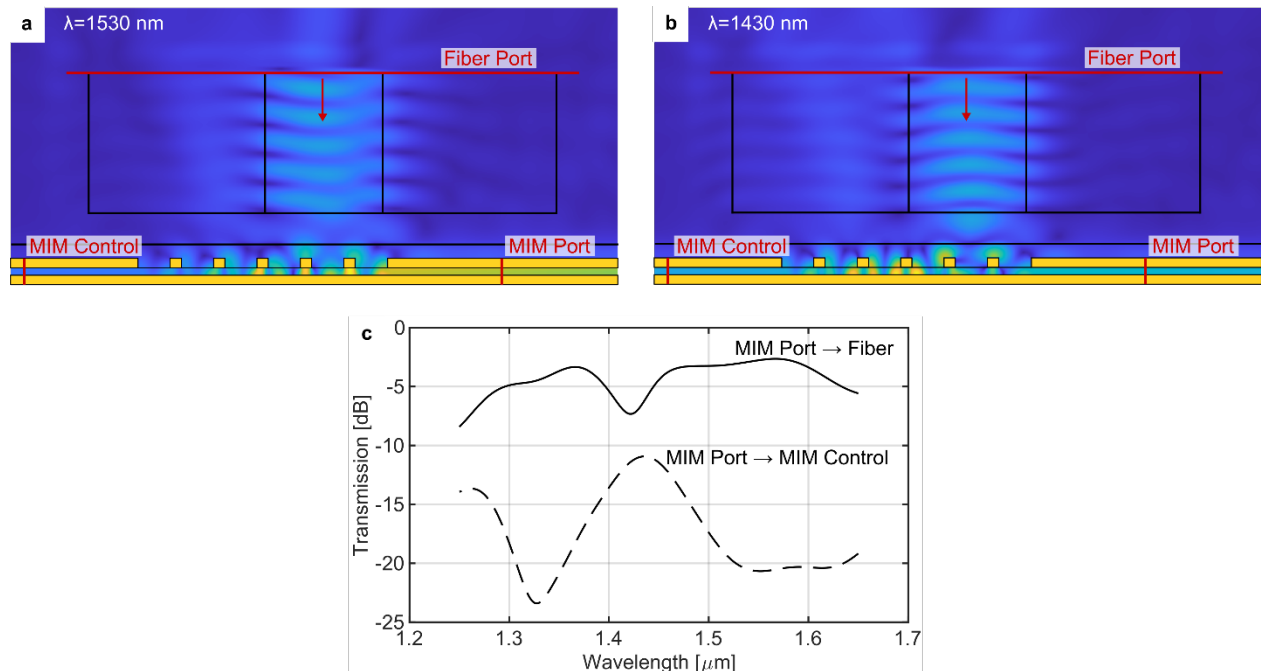 a
λ=1530 nm
Fiber Port
MIM Control
MIM Port
b
λ=1430 nm
Fiber Port
MIM Control
MIM Port
c
MIM Port → Fiber
MIM Port → MIM Control
Transmission [dB]
0
-5
-10
-15
-20
-25
1.2 1.3 1.4 1.5 1.6 1.7
Wavelength [μm]